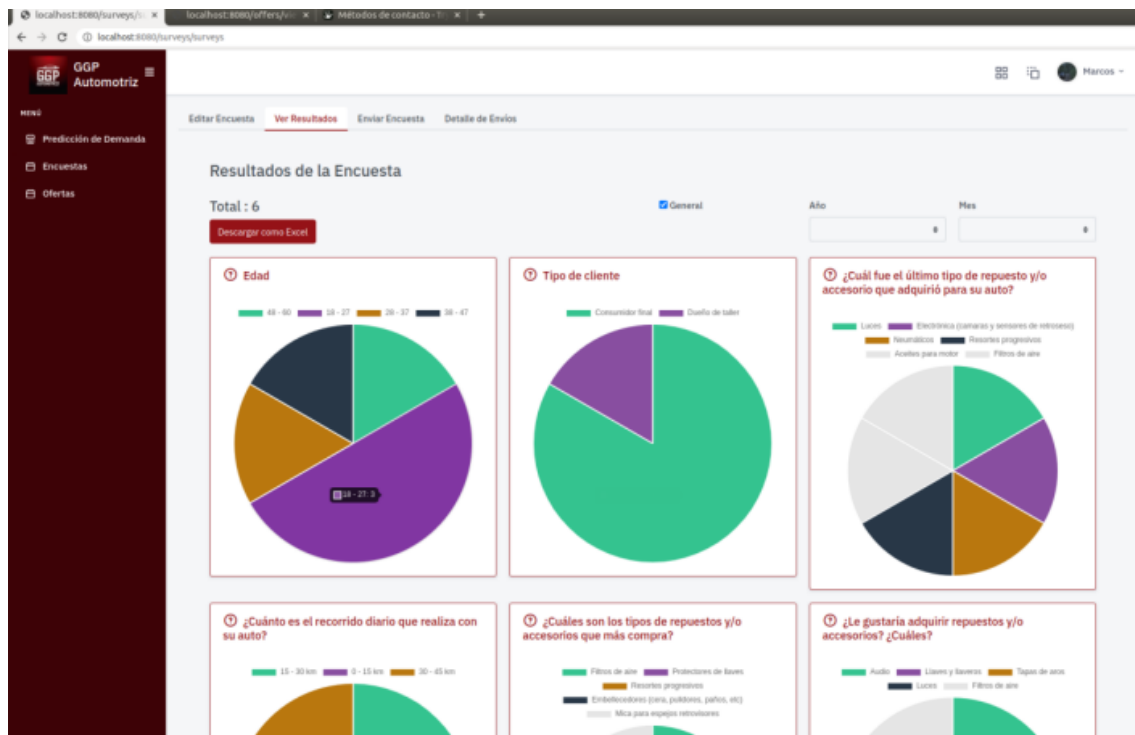 localhost:8080/surveys/s
localhost:8080/offers/vi
Métodos de contacto - Tr
localhost:8080/surveys/surveys
GGP
GGP
Automotriz
Marcos
MENÚ
Predicción de Demanda
Encuestas
Ofertas
Editar Encuesta
Ver Resultados
Enviar Encuesta
Detalle de Envíos
Resultados de la Encuesta
Total : 6
General
Año
Mes
Descargar como Excel
Edad
48 - 60
18 - 27
28 - 37
38 - 47
18 - 27: 3
Tipo de cliente
Consumidor final
Dueño de taller
¿Cuál fue el último tipo de repuesto y/o
accesorio que adquirió para su auto?
Luces
Electrónica (camaras y sensores de retroseso)
Neumáticos
Resortes progresivos
Aceites para motor
Filtros de aire
¿Cuánto es el recorrido diario que realiza con
su auto?
15 - 30 km
0 - 15 km
30 - 45 km
¿Cuáles son los tipos de repuestos y/o
accesorios que más compra?
Filtros de aire
Protectores de llaves
Resortes progresivos
Embellecedores (cera, pulidores, paños, etc)
Mica para espejos retrovisores
¿Le gustaría adquirir repuestos y/o
accesorios? ¿Cuáles?
Audio
Llaves y llaveros
Tapas de aros
Luces
Filtros de aire